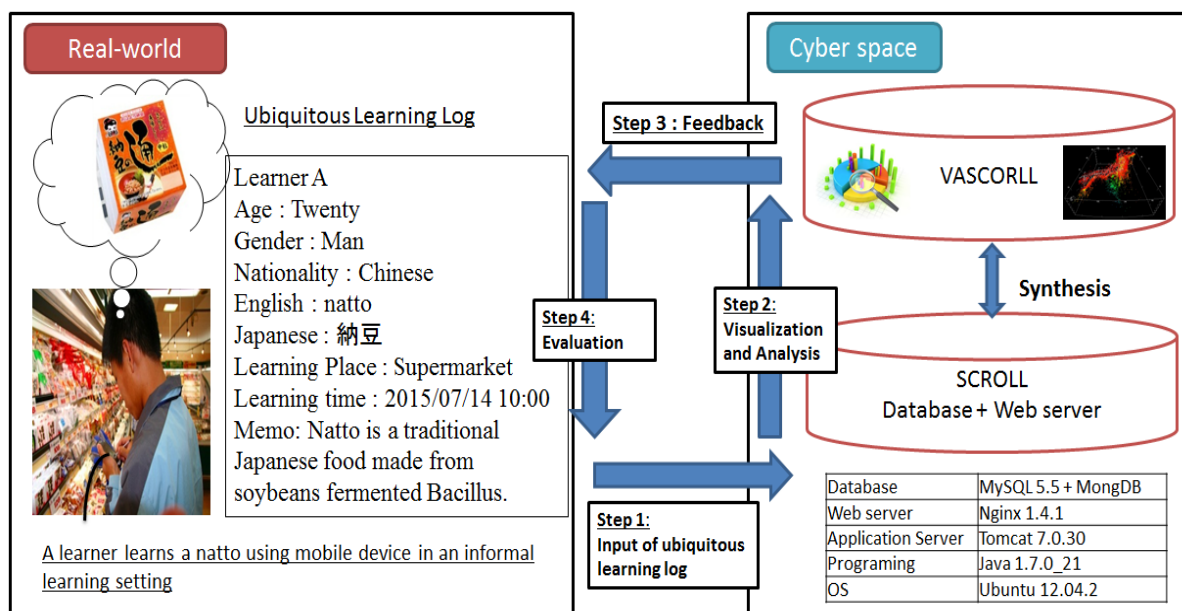 Real-world
Ubiquitous Learning Log
納豆
通
Learner A
Age : Twenty
Gender : Man
Nationality : Chinese
English : natto
Japanese : 納豆
Learning Place : Supermarket
Learning time : 2015/07/14 10:00
Memo: Natto is a traditional
Japanese food made from
soybeans fermented Bacillus.
A learner learns a natto using mobile device in an informal
learning setting
Step 3 : Feedback
Step 4:
Evaluation
Step 2:
Visualization
and Analysis
Step 1:
Input of ubiquitous
learning log
Cyber space
VASCORLL
Synthesis
SCROLL
Database + Web server
Database MySQL 5.5 + MongDB
Web server Nginx 1.4.1
Application Server Tomcat 7.0.30
Programing Java 1.7.0_21
OS Ubuntu 12.04.2